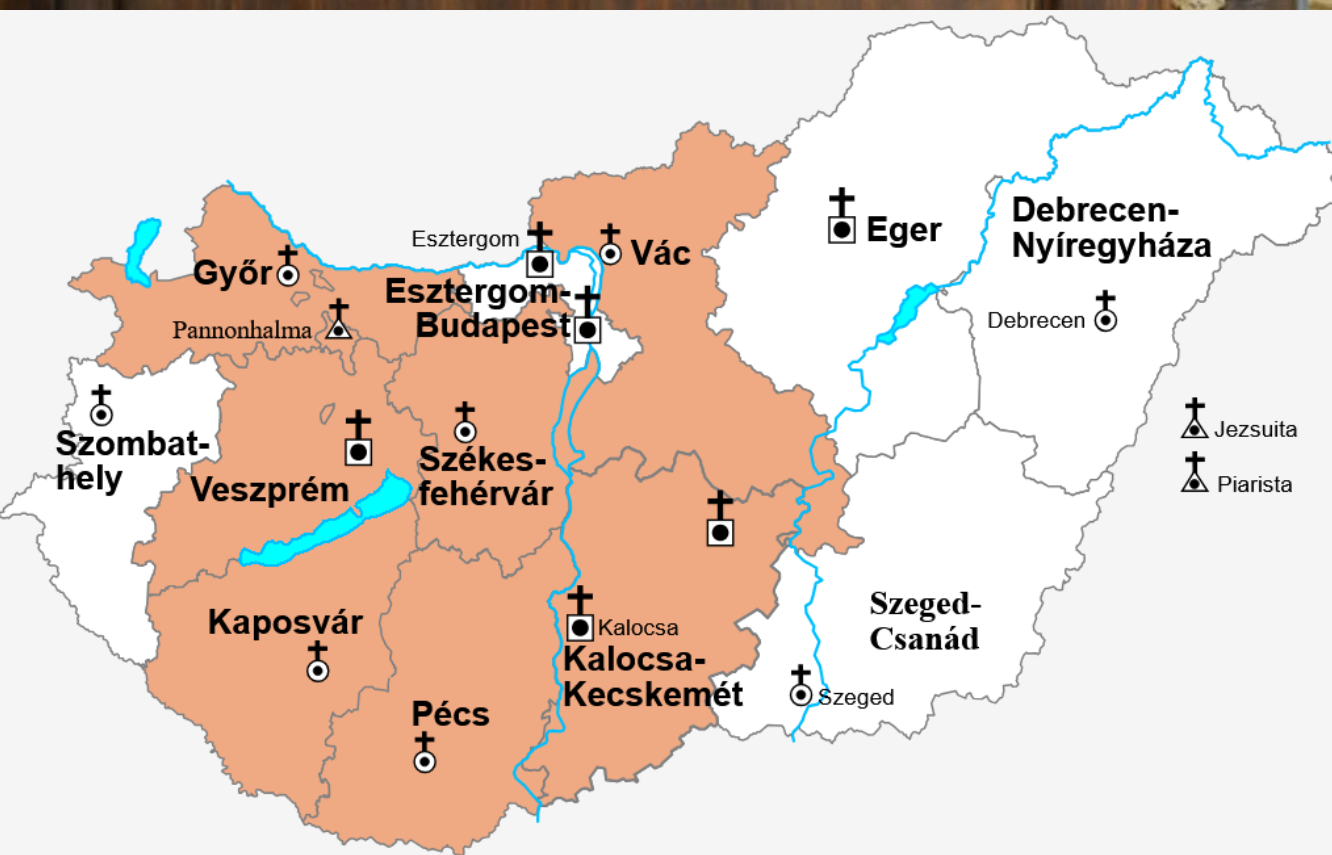 Debrecen-
Nyíregyháza
Eger
Esztergom
Vác
Győr
Esztergom-
Budapest
Pannonhalma
Debrecen
Jezsuita
Piarista
Szombat-
hely
Székes-
fehérvár
Veszprém
Szeged-
Csanád
Kaposvár
Kalocsa
Kalocsa-
Kecskemét
Szeged
Pécs